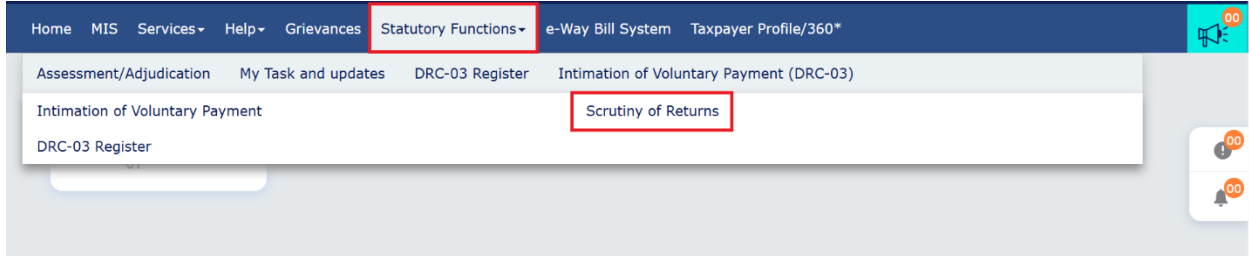 Home MIS Services Help Grievances Statutory Functions e-Way Bill System Taxpayer Profile/360*
00
Assessment/Adjudication My Task and updates DRC-03 Register Intimation of Voluntary Payment (DRC-03)
Intimation of Voluntary Payment Scrutiny of Returns
DRC-03 Register
00
00